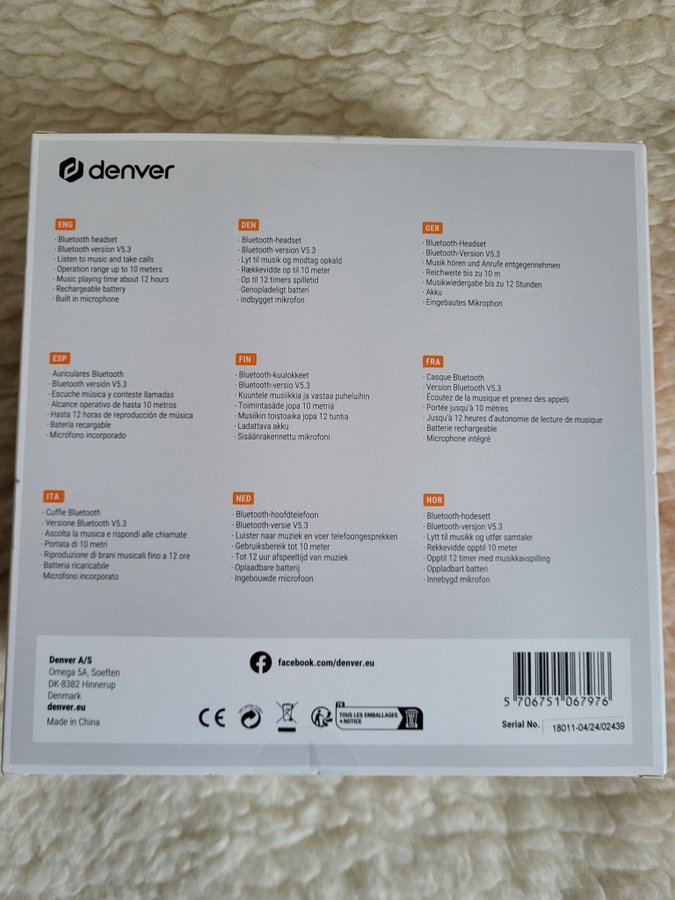 denver
ENG
· Bluetooth headset
· Bluetooth version V5.3
· Listen to music and take calls
· Operation range up to 10 meters
· Music playing time about 12 hours
· Rechargeable battery
· Built in microphone
DEN
· Bluetooth-headset
· Bluetooth-version V5.3
· Lyt til musik og modtag opkald
· Rækkevidde op til 10 meter
· Op til 12 timers spilletid
· Genopladeligt batteri
· Indbygget mikrofon
GER
· Bluetooth-Headset
· Bluetooth-Version V5.3
· Musik hören und Anrufe entgegennehmen
· Reichweite bis zu 10 m
· Musikwiedergabe bis zu 12 Stunden
· Akku
· Eingebautes Mikrophon
ESP
· Auriculares Bluetooth
· Bluetooth versión V5.3
· Escuche música y conteste llamadas
· Alcance operativo de hasta 10 metros
· Hasta 12 horas de reproducción de música
· Batería recargable
· Micrófono incorporado
FIN
· Bluetooth-kuulokkeet
· Bluetooth-versio V5.3
· Kuuntele musiikkia ja vastaa puheluihin
· Toimintasäde jopa 10 metriä
· Musiikin toistoaika jopa 12 tuntia
· Ladattava akku
· Sisäänrakennettu mikrofoni
FRA
· Casque Bluetooth
· Version Bluetooth V5.3
· Écoutez de la musique et prenez des appels
· Portée jusqu'à 10 mètres
· Jusqu'à 12 heures d'autonomie de lecture de musique
· Batterie rechargeable
· Microphone intégré
ITA
· Cuffie Bluetooth
· Versione Bluetooth V5.3
· Ascolta la musica e rispondi alle chiamate
· Portata di 10 metri
· Riproduzione di brani musicali fino a 12 ore
· Batteria ricaricabile
· Microfono incorporato
NED
· Bluetooth-hoofdtelefoon
· Bluetooth-versie V5.3
· Luister naar muziek en voer telefoongesprekken
· Gebruiksbereik tot 10 meter
· Tot 12 uur afspeeltijd van muziek
· Oplaadbare batterij
· Ingebouwde microfoon
NOR
· Bluetooth-hodesett
· Bluetooth-versjon V5.3
· Lytt til musikk og utfør samtaler
· Rekkevidde opptil 10 meter
· Opptil 12 timer med musikkavspilling
· Oppladbart batteri
· Innebygd mikrofon
Denver A/S
Omega 5A, Soeften
DK-8382 Hinnerup
Denmark
denver.eu
Made in China
facebook.com/denver.eu
CE
FR
TOUS LES EMBALLAGES
+NOTICE
5 706751 067976
Serial No. 18011-04/24/02439